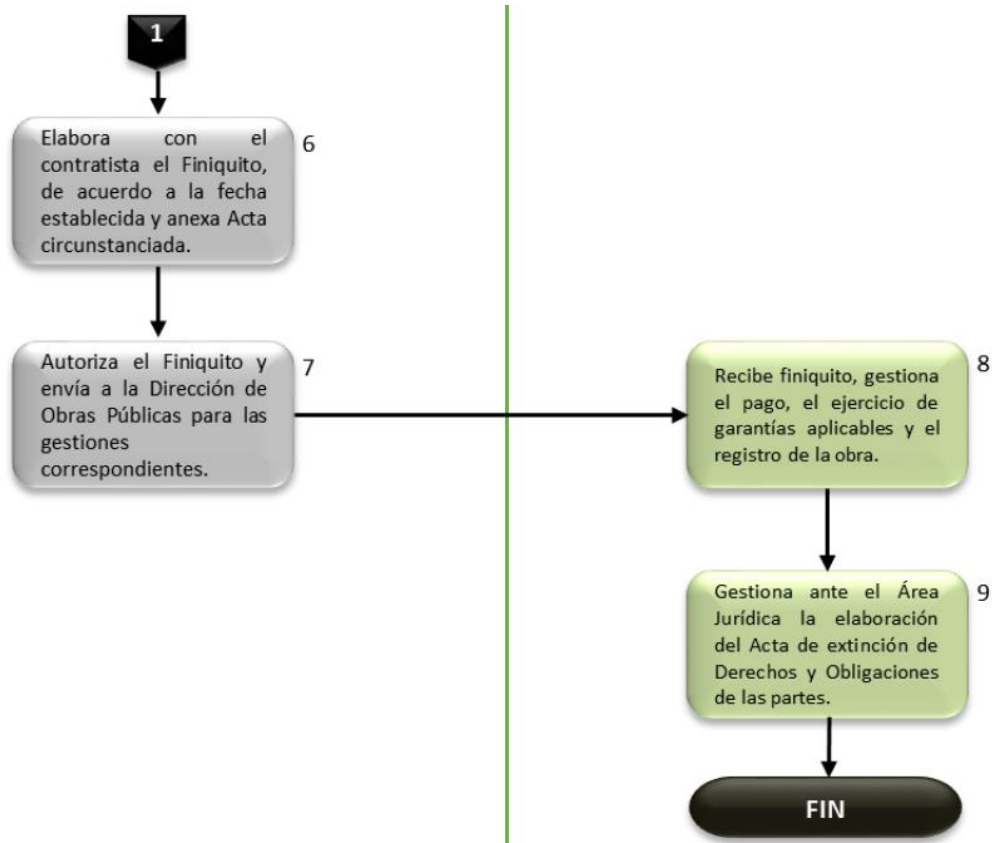 1
Elabora con el
contratista el Finiquito,
de acuerdo a la fecha
establecida y anexa Acta
circunstanciada.
6
Autoriza el Finiquito y
envía a la Dirección de
Obras Públicas para las
gestiones
correspondientes.
7
Recibe finiquito, gestiona
el pago, el ejercicio de
garantías aplicables y el
registro de la obra.
8
Gestiona ante el Área
Jurídica la elaboración
del Acta de extinción de
Derechos y Obligaciones
de las partes.
9
FIN